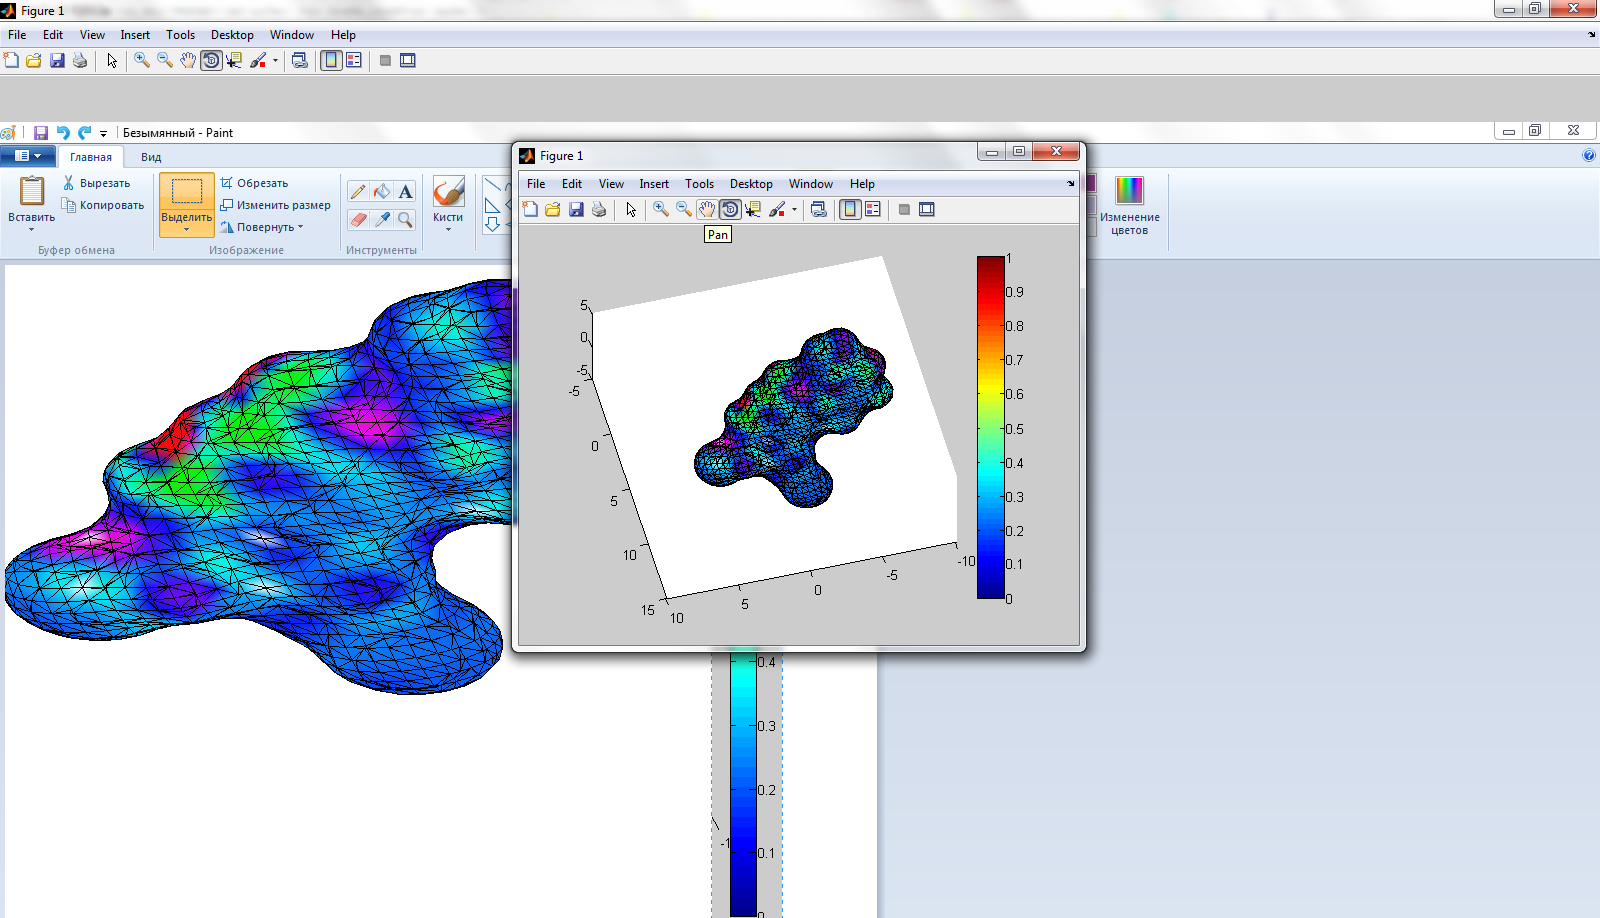 Figure 1
File Edit View Insert Tools Desktop Window Help
Безымянный - Paint
Главная Вид
Вставить
Буфер обмена
Вырезать
Копировать
Выделить
Обрезать
Изменить размер
Повернуть
Изображение
A
Инструменты
Кисти
Изменение
цветов
Figure 1
File Edit View Insert Tools Desktop Window Help
Pan
5
0
-5
-5
0
5
10
15
10
5
0
-5
-10
1
0.9
0.8
0.7
0.6
0.5
0.4
0.3
0.2
0.1
0
0.4
0.3
0.2
-1
0.1
0